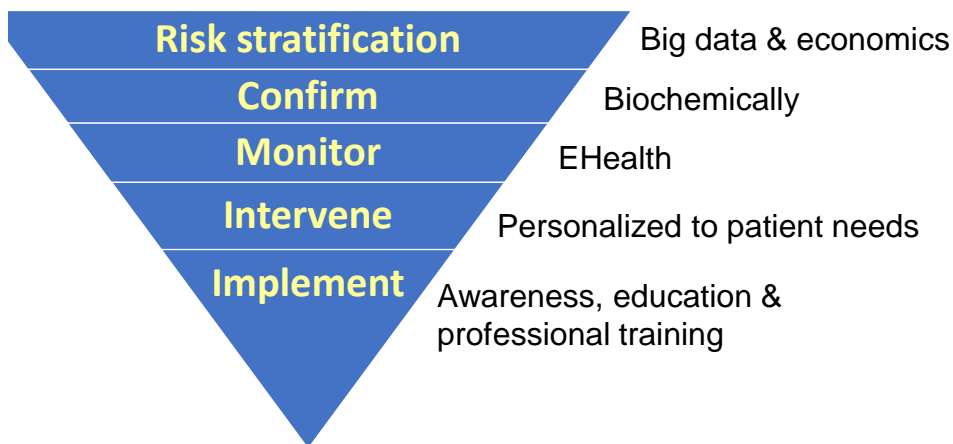 Risk stratification
Big data & economics
Confirm
Biochemically
Monitor
EHealth
Intervene
Personalized to patient needs
Implement
Awareness, education &
professional training